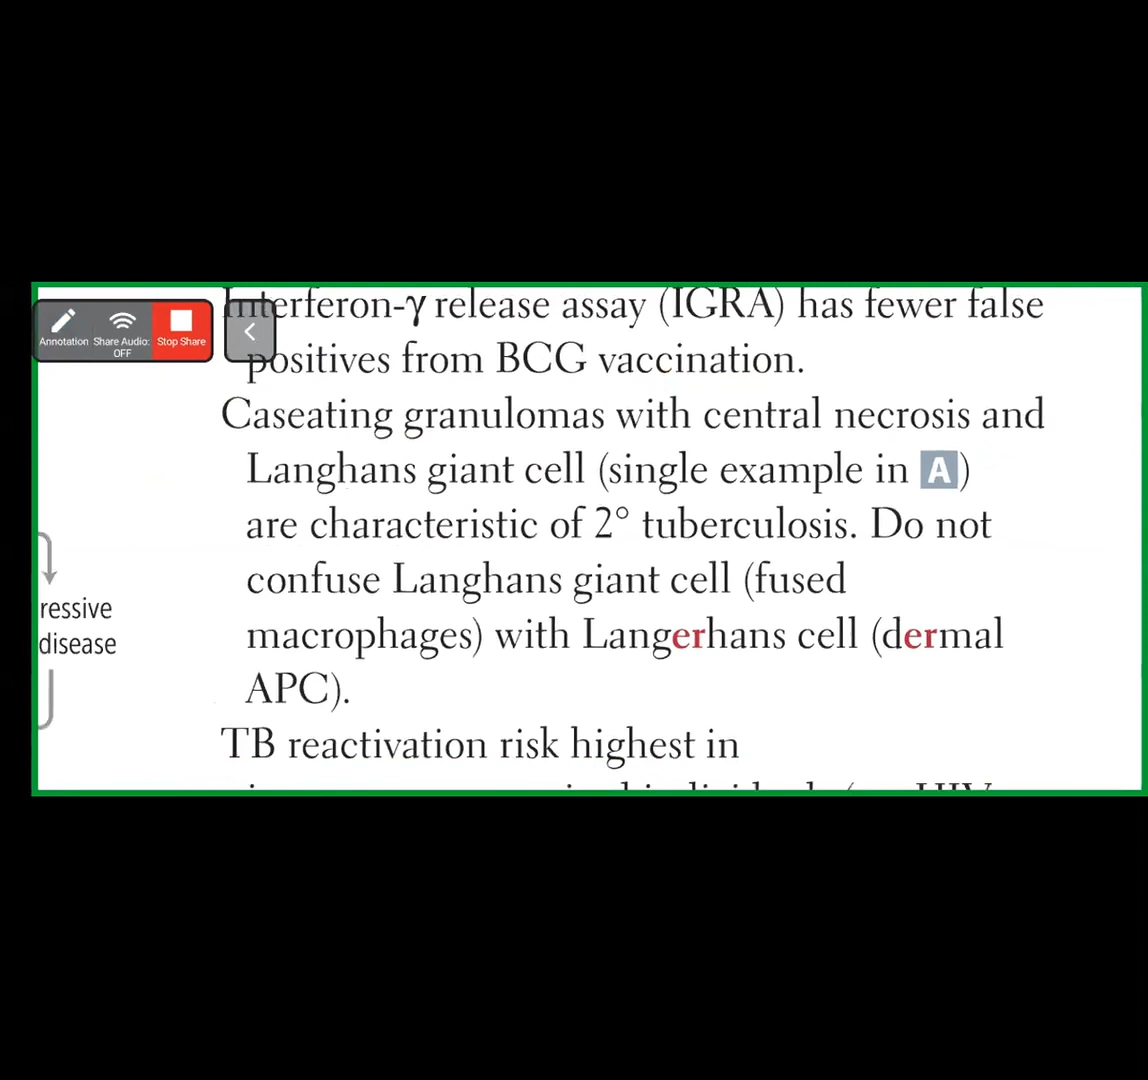 Interferon-γ release assay (IGRA) has fewer false
Annotation Share Audio: OFF Stop Share
positives from BCG vaccination.
Caseating granulomas with central necrosis and
Langhans giant cell (single example in A)
are characteristic of 2° tuberculosis. Do not
confuse Langhans giant cell (fused
ressive
macrophages) with Langerhans cell (dermal
disease
APC).
TB reactivation risk highest in